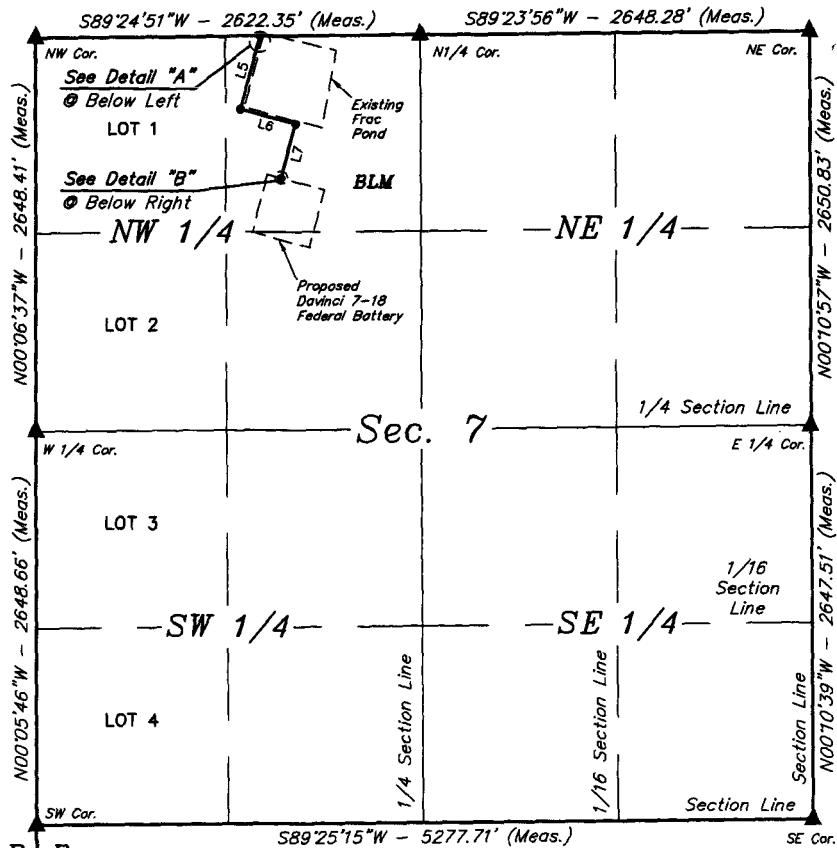 S89°24'51"W - 2622.35' (Meas.)
S89°23'56"W - 2648.28' (Meas.)
NW Cor.
N1/4 Cor.
NE Cor.
See Detail "A"
@ Below Left
L5
Existing
Frac
Pond
LOT 1
L6
L7
See Detail "B"
@ Below Right
BLM
NW 1/4
NE 1/4
N00°06'37"W - 2648.41' (Meas.)
N00°10'57"W - 2650.83' (Meas.)
Proposed
Davinci 7-18
Federal Battery
LOT 2
1/4 Section Line
Sec. 7
W 1/4 Cor.
E 1/4 Cor.
LOT 3
1/16
Section
Line
SW 1/4
SE 1/4
N00°05'46"W - 2648.66' (Meas.)
N00°10'39"W - 2647.51' (Meas.)
LOT 4
1/4 Section Line
1/16 Section Line
Section Line
Section Line
SW Cor.
S89°25'15"W - 5277.71' (Meas.)
SE Cor.